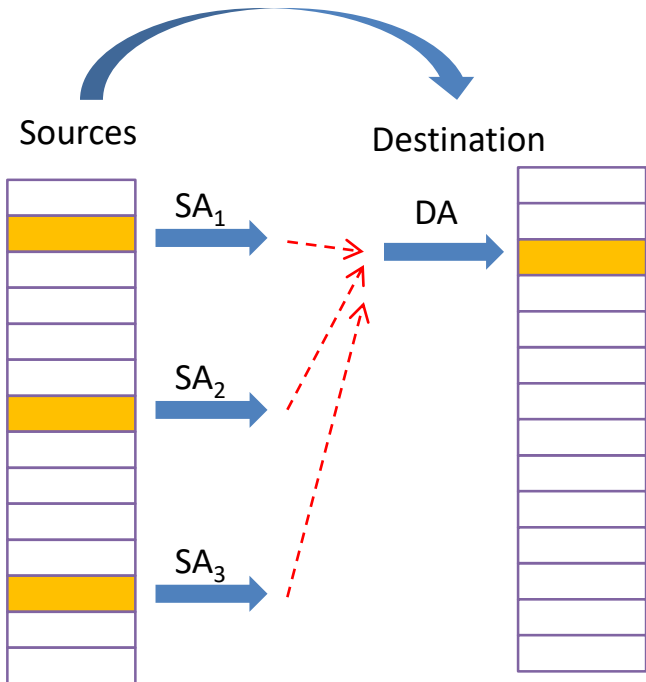 Sources
Destination
SA₁
DA
SA₂
SA₃